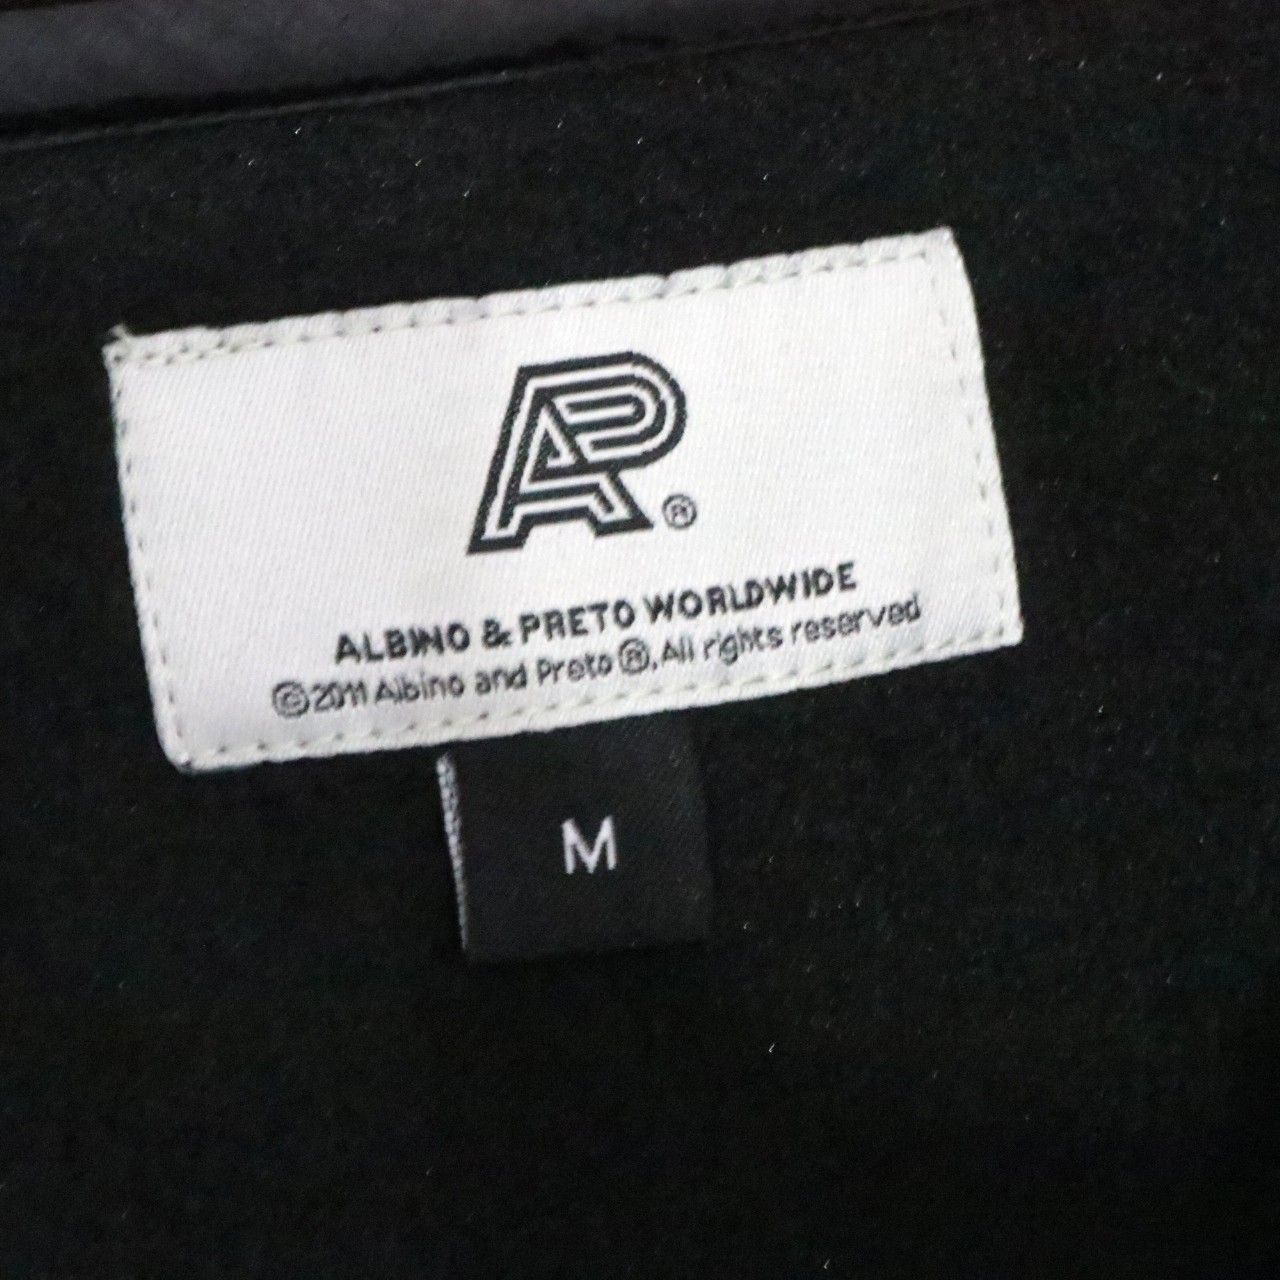 AP®
ALBINO & PRETO WORLDWIDE
©2011 Albino and Preto®, All rights reserved
M